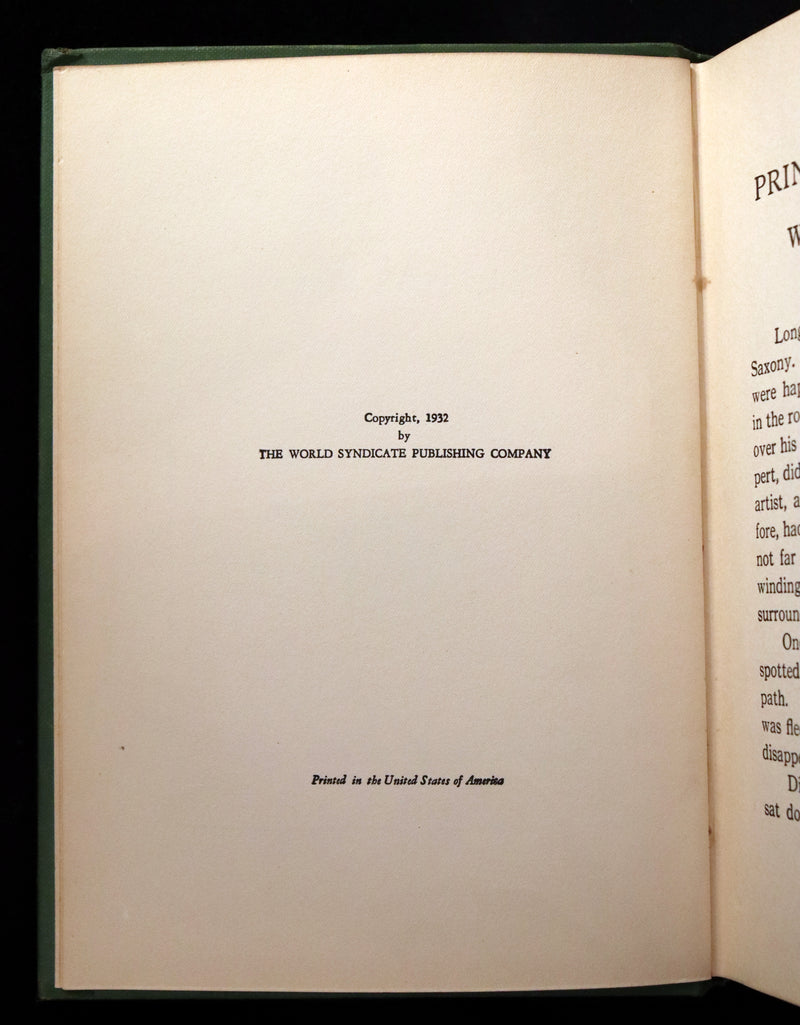 Copyright, 1932
by
THE WORLD SYNDICATE PUBLISHING COMPANY
Printed in the United States of America
PRIN
W
Long
Saxony.
were hap
in the ro
over his
pert, did
artist, a
fore, had
not far
winding
surroun
On
spotted
path.
was fle
disappe
Di
sat do